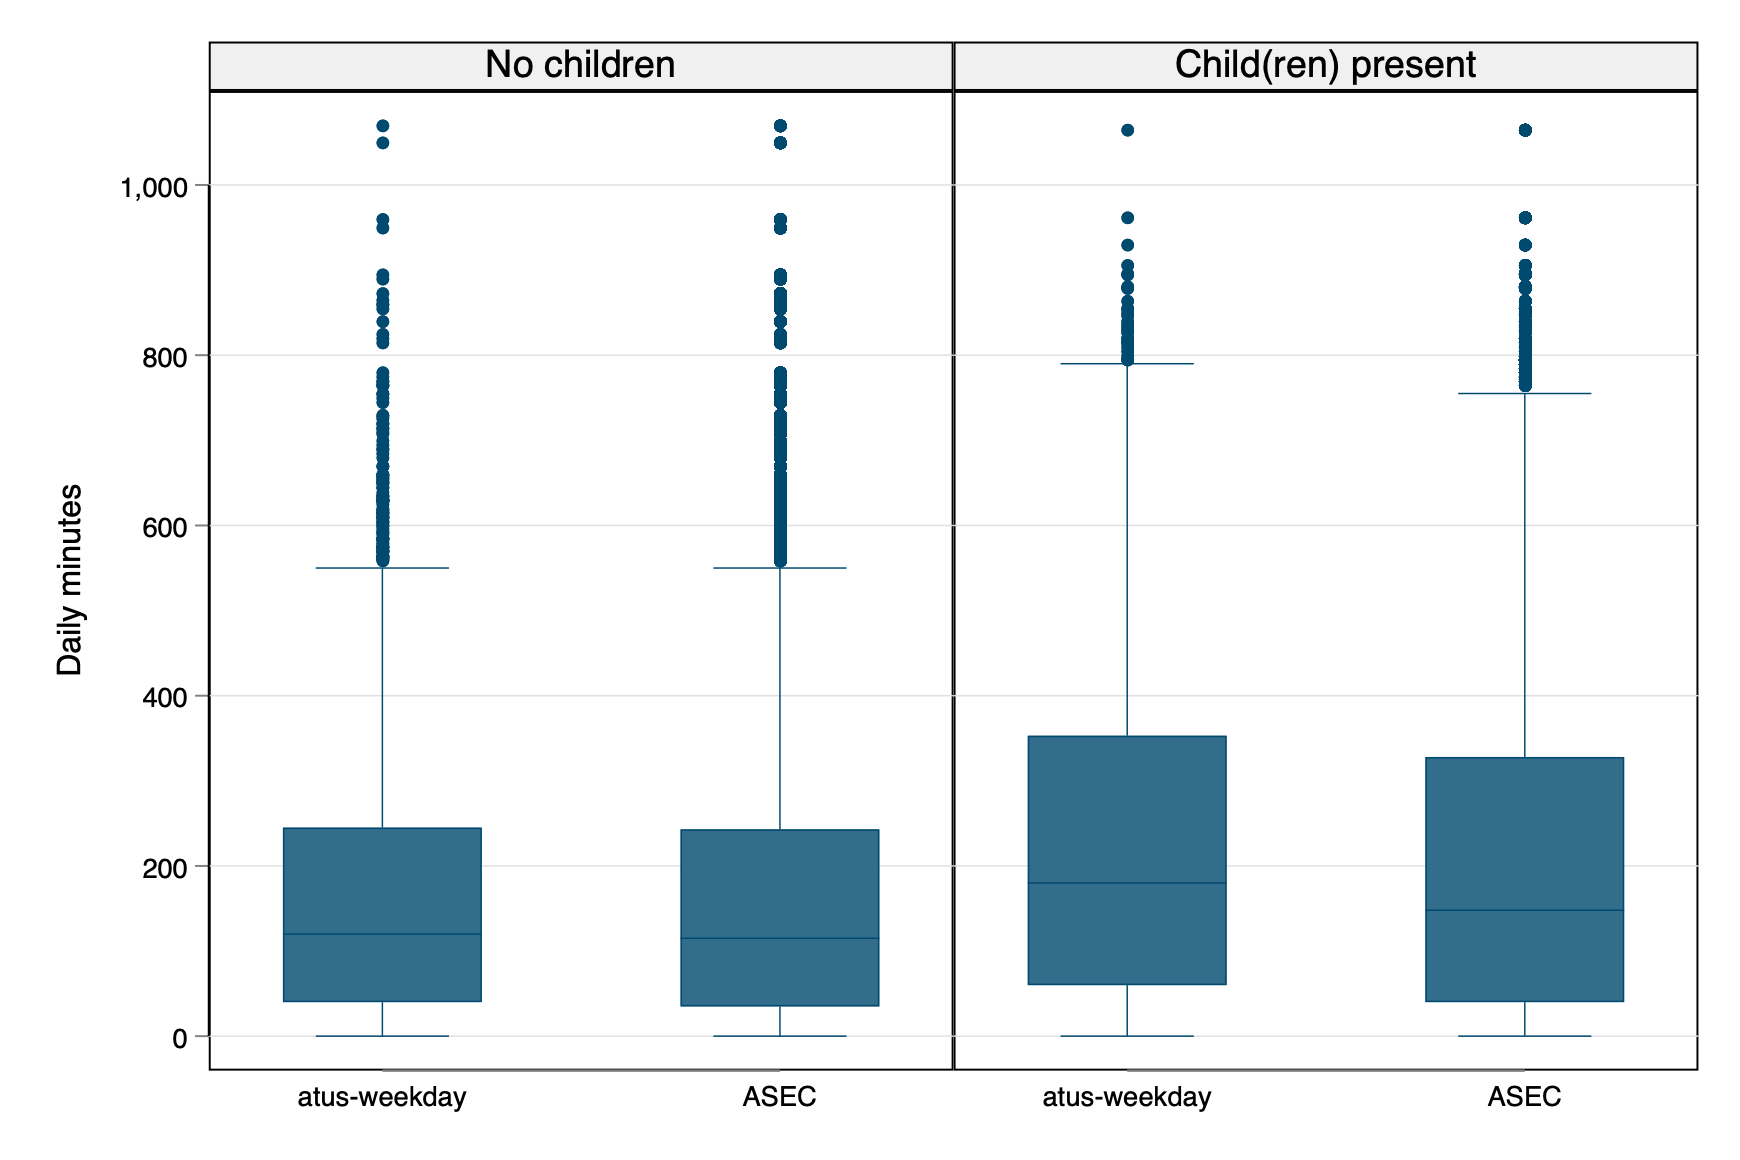 No children
Child(ren) present
Daily minutes
1,000
800
600
400
200
0
atus-weekday
ASEC
atus-weekday
ASEC